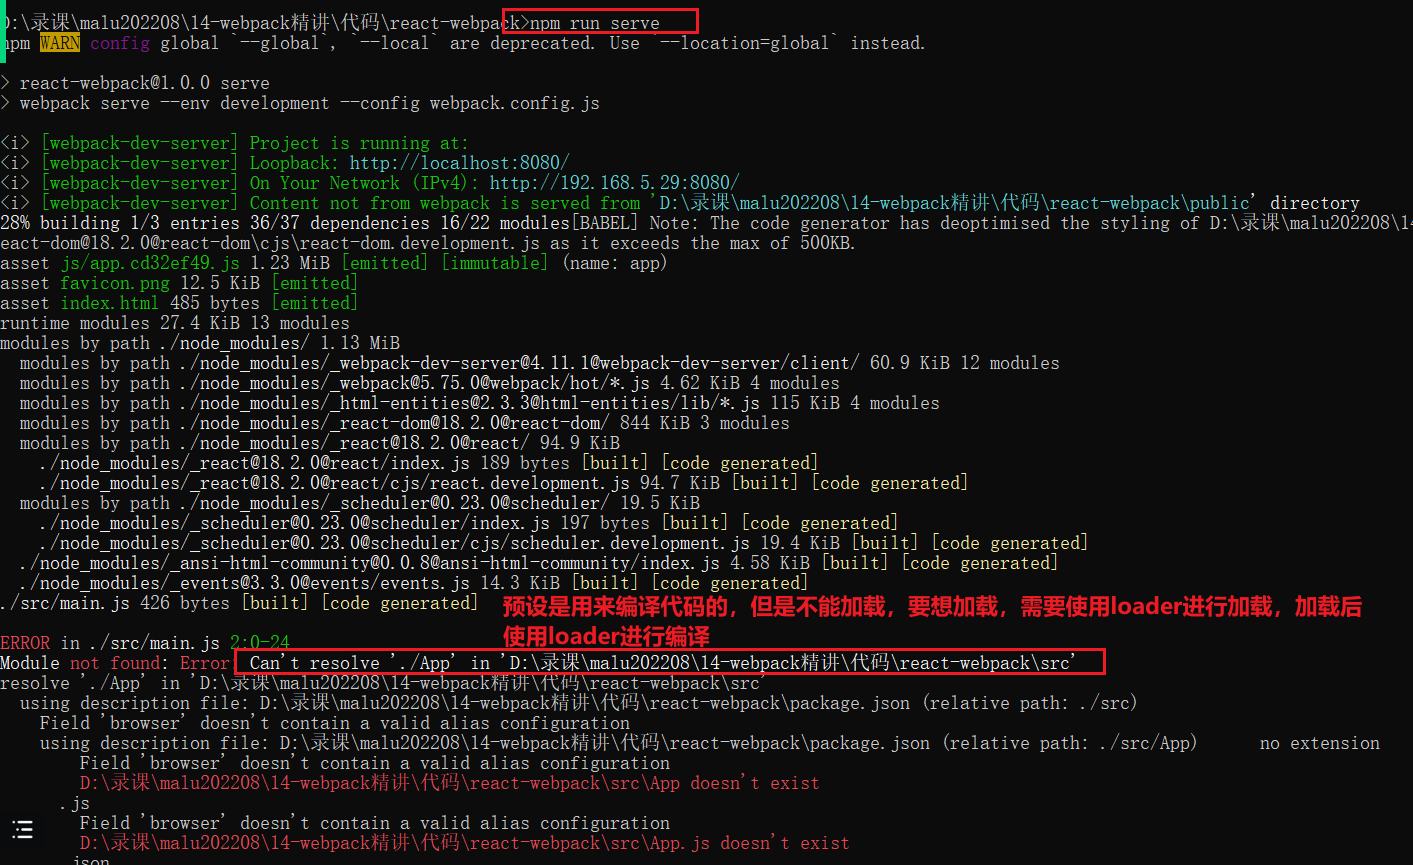 D:\录课\malu202208\14-webpack精讲\代码\react-webpack>npm run serve
npm WARN config global `--global`, `--local` are deprecated. Use `--location=global` instead.
> react-webpack@1.0.0 serve
> webpack serve --env development --config webpack.config.js
<i> [webpack-dev-server] Project is running at:
<i> [webpack-dev-server] Loopback: http://localhost:8080/
<i> [webpack-dev-server] On Your Network (IPv4): http://192.168.5.29:8080/
<i> [webpack-dev-server] Content not from webpack is served from 'D:\录课\malu202208\14-webpack精讲\代码\react-webpack\public' directory
28% building 1/3 entries 36/37 dependencies 16/22 modules[BABEL] Note: The code generator has deoptimised the styling of D:\录课\malu202208\14
eact-dom@18.2.0@react-dom\cjs\react-dom.development.js as it exceeds the max of 500KB.
asset js/app.cd32ef49.js 1.23 MiB [emitted] [immutable] (name: app)
asset favicon.png 12.5 KiB [emitted]
asset index.html 485 bytes [emitted]
runtime modules 27.4 KiB 13 modules
modules by path ./node_modules/ 1.13 MiB
modules by path ./node_modules/_webpack-dev-server@4.11.1@webpack-dev-server/client/ 60.9 KiB 12 modules
modules by path ./node_modules/_webpack@5.75.0@webpack/hot/*.js 4.62 KiB 4 modules
modules by path ./node_modules/_html-entities@2.3.3@html-entities/lib/*.js 115 KiB 4 modules
modules by path ./node_modules/_react-dom@18.2.0@react-dom/ 844 KiB 3 modules
modules by path ./node_modules/_react@18.2.0@react/ 94.9 KiB
./node_modules/_react@18.2.0@react/index.js 189 bytes [built] [code generated]
./node_modules/_react@18.2.0@react/cjs/react.development.js 94.7 KiB [built] [code generated]
modules by path ./node_modules/_scheduler@0.23.0@scheduler/ 19.5 KiB
./node_modules/_scheduler@0.23.0@scheduler/index.js 197 bytes [built] [code generated]
./node_modules/_scheduler@0.23.0@scheduler/cjs/scheduler.development.js 19.4 KiB [built] [code generated]
./node_modules/_ansi-html-community@0.0.8@ansi-html-community/index.js 4.58 KiB [built] [code generated]
./node_modules/_events@3.3.0@events/events.js 14.3 KiB [built] [code generated]
./src/main.js 426 bytes [built] [code generated]
预设是用来编译代码的，但是不能加载，要想加载，需要使用loader进行加载，加载后
使用loader进行编译
ERROR in ./src/main.js 2:0-24
Module not found: Error: Can't resolve './App' in 'D:\录课\malu202208\14-webpack精讲\代码\react-webpack\src'
resolve './App' in 'D:\录课\malu202208\14-webpack精讲\代码\react-webpack\src'
using description file: D:\录课\malu202208\14-webpack精讲\代码\react-webpack\package.json (relative path: ./src)
Field 'browser' doesn't contain a valid alias configuration
using description file: D:\录课\malu202208\14-webpack精讲\代码\react-webpack\package.json (relative path: ./src/App) no extension
Field 'browser' doesn't contain a valid alias configuration
D:\录课\malu202208\14-webpack精讲\代码\react-webpack\src\App doesn't exist
.js
Field 'browser' doesn't contain a valid alias configuration
D:\录课\malu202208\14-webpack精讲\代码\react-webpack\src\App.js doesn't exist
.json